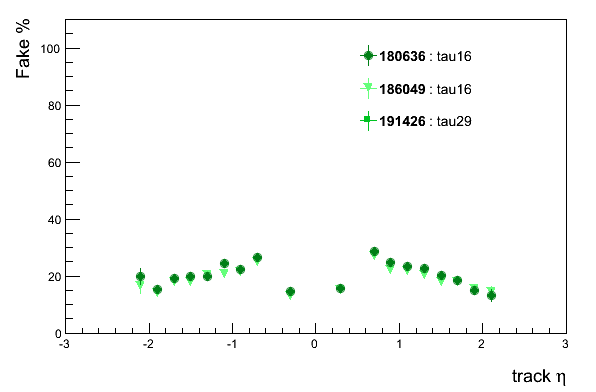 Fake %
100
180636 : tau16
186049 : tau16
80
191426 : tau29
60
40
20
0
-3 -2 -1 0 1 2 3
track η